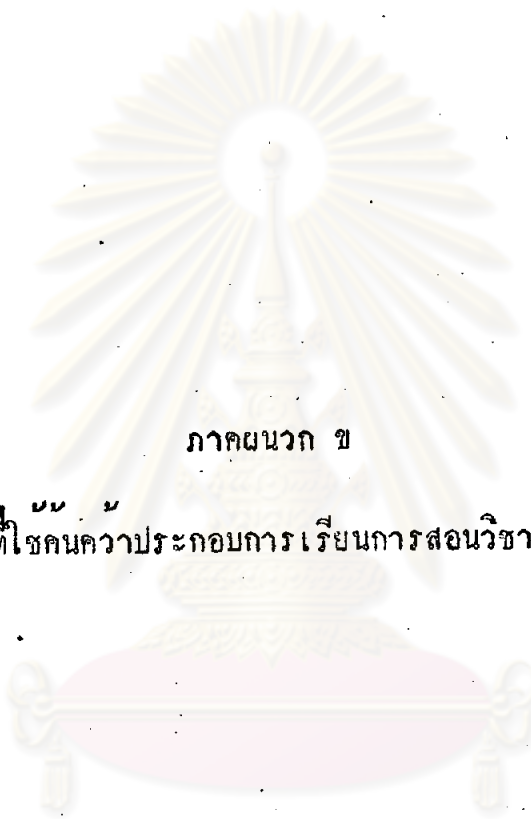 ภาคผนวก ข
ที่ใช้ค้นคว้าประกอบการเรียนการสอนวิชา